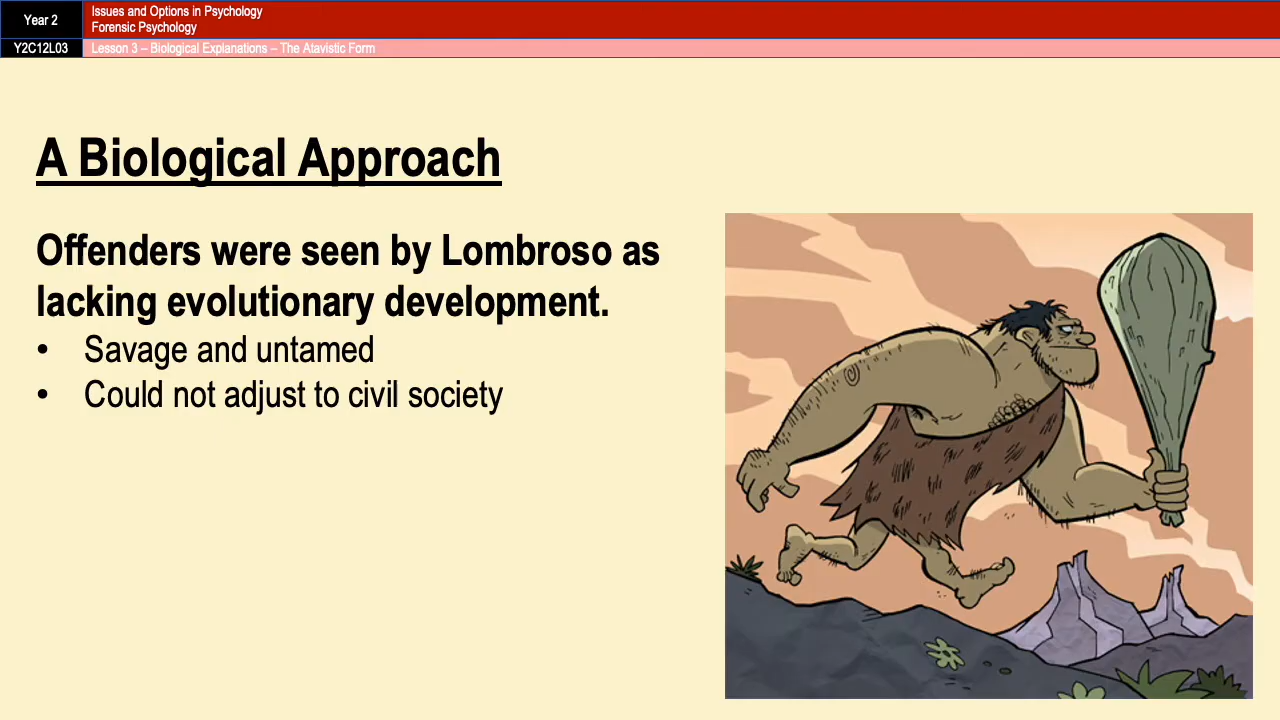 Year 2
Issues and Options in Psychology
Forensic Psychology
Y2C12L03
Lesson 3 – Biological Explanations – The Atavistic Form
A Biological Approach
Offenders were seen by Lombroso as
lacking evolutionary development.
• Savage and untamed
• Could not adjust to civil society